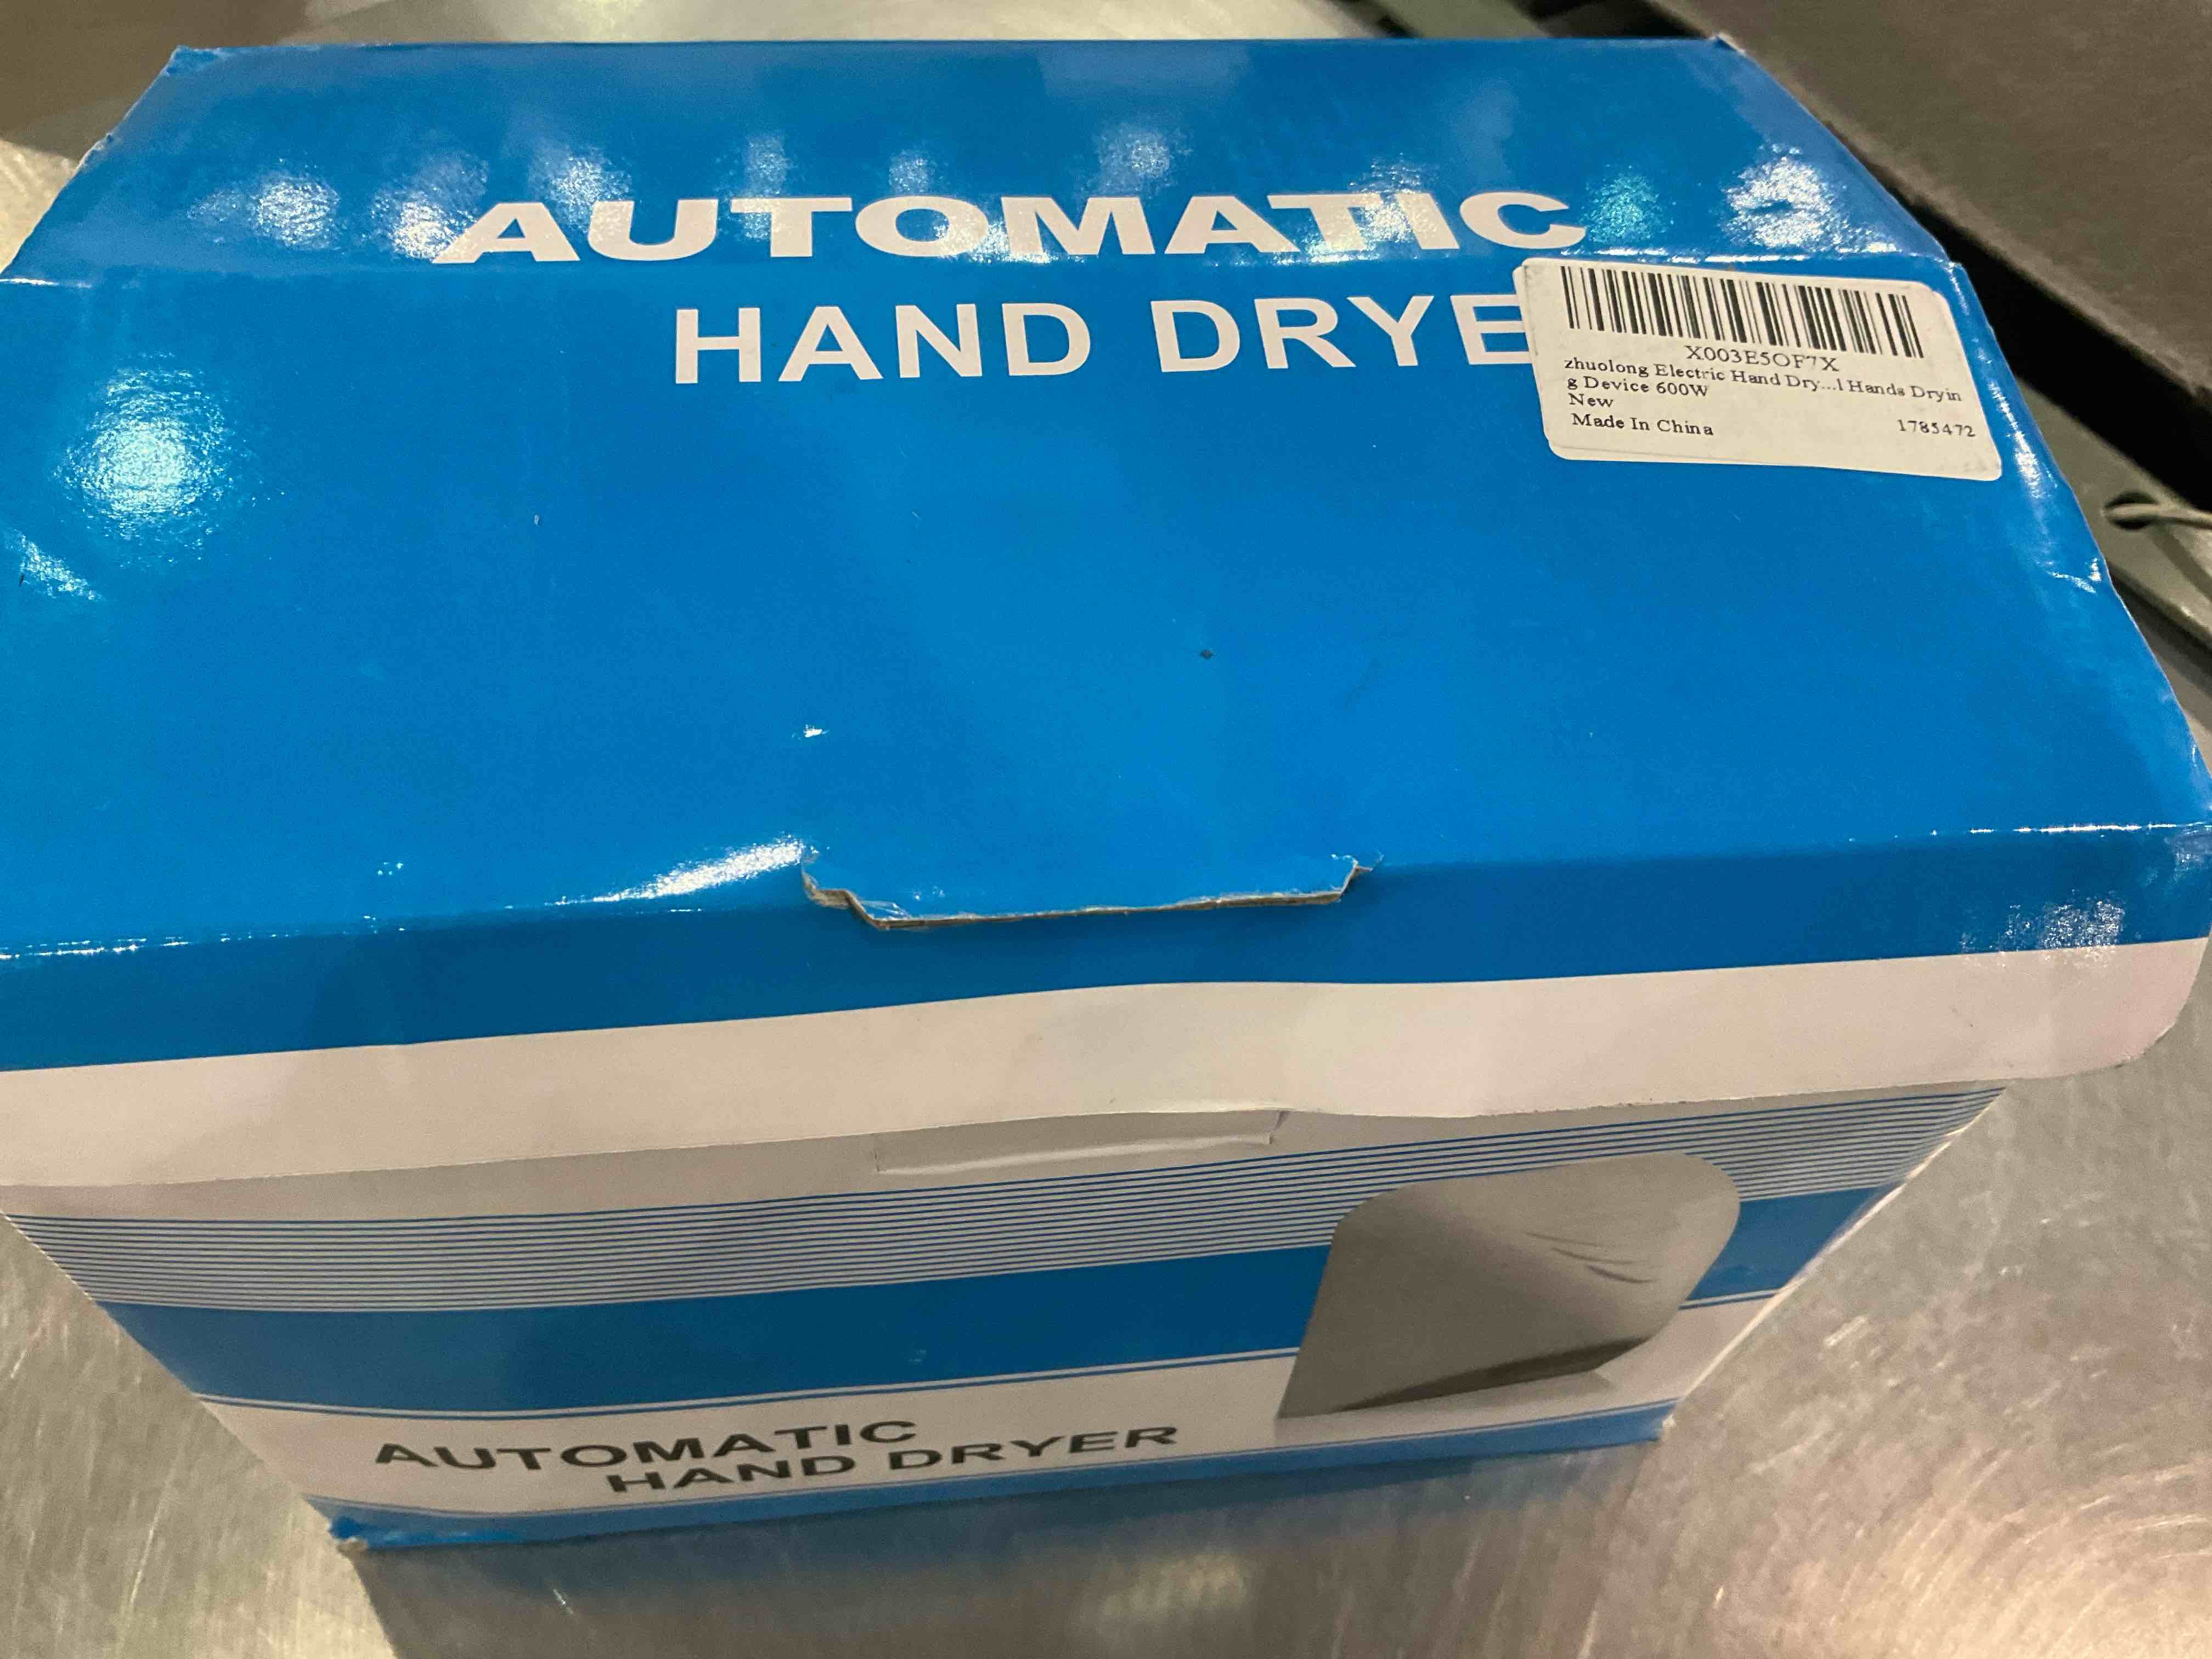 AUTOMATIC
HAND DRYE
X003E5OF7X
zhuolong Electric Hand Dry...l Hands Dryin
g Device 600W
New
Made In China 1785472
AUTOMATIC
HAND DRYER